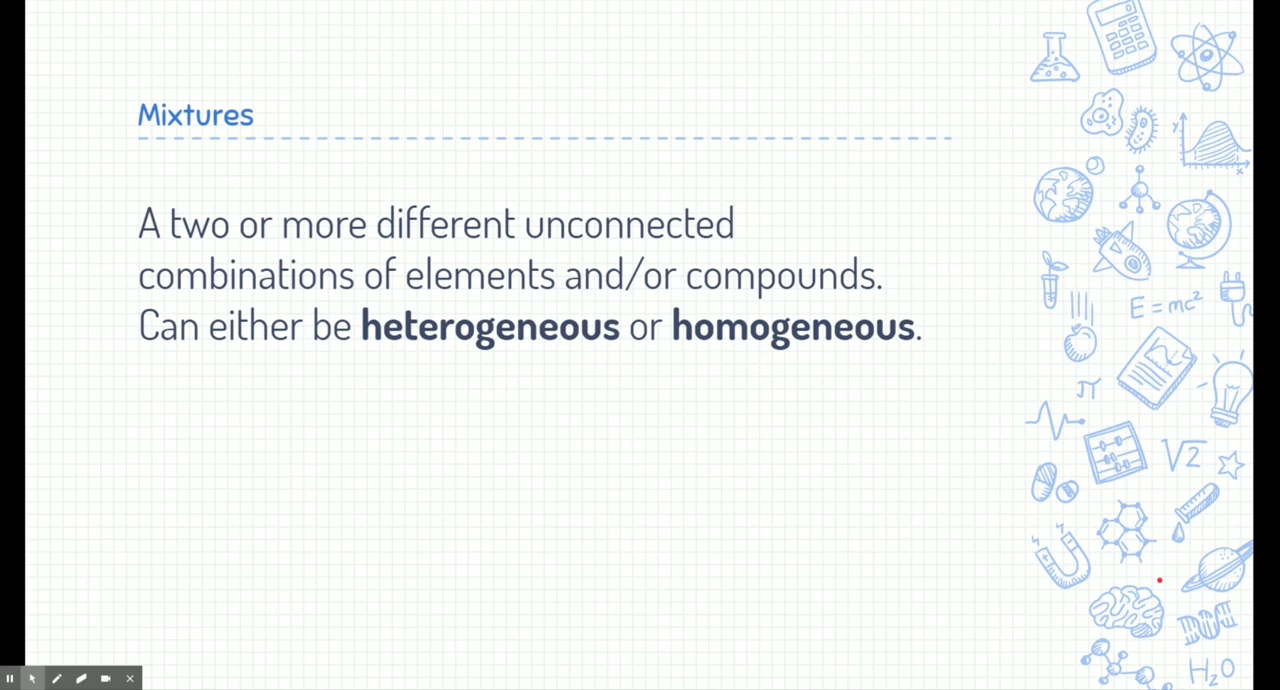 Mixtures
A two or more different unconnected
combinations of elements and/or compounds.
Can either be heterogeneous or homogeneous.
y
x
E=mc²
π
√2
H₂O